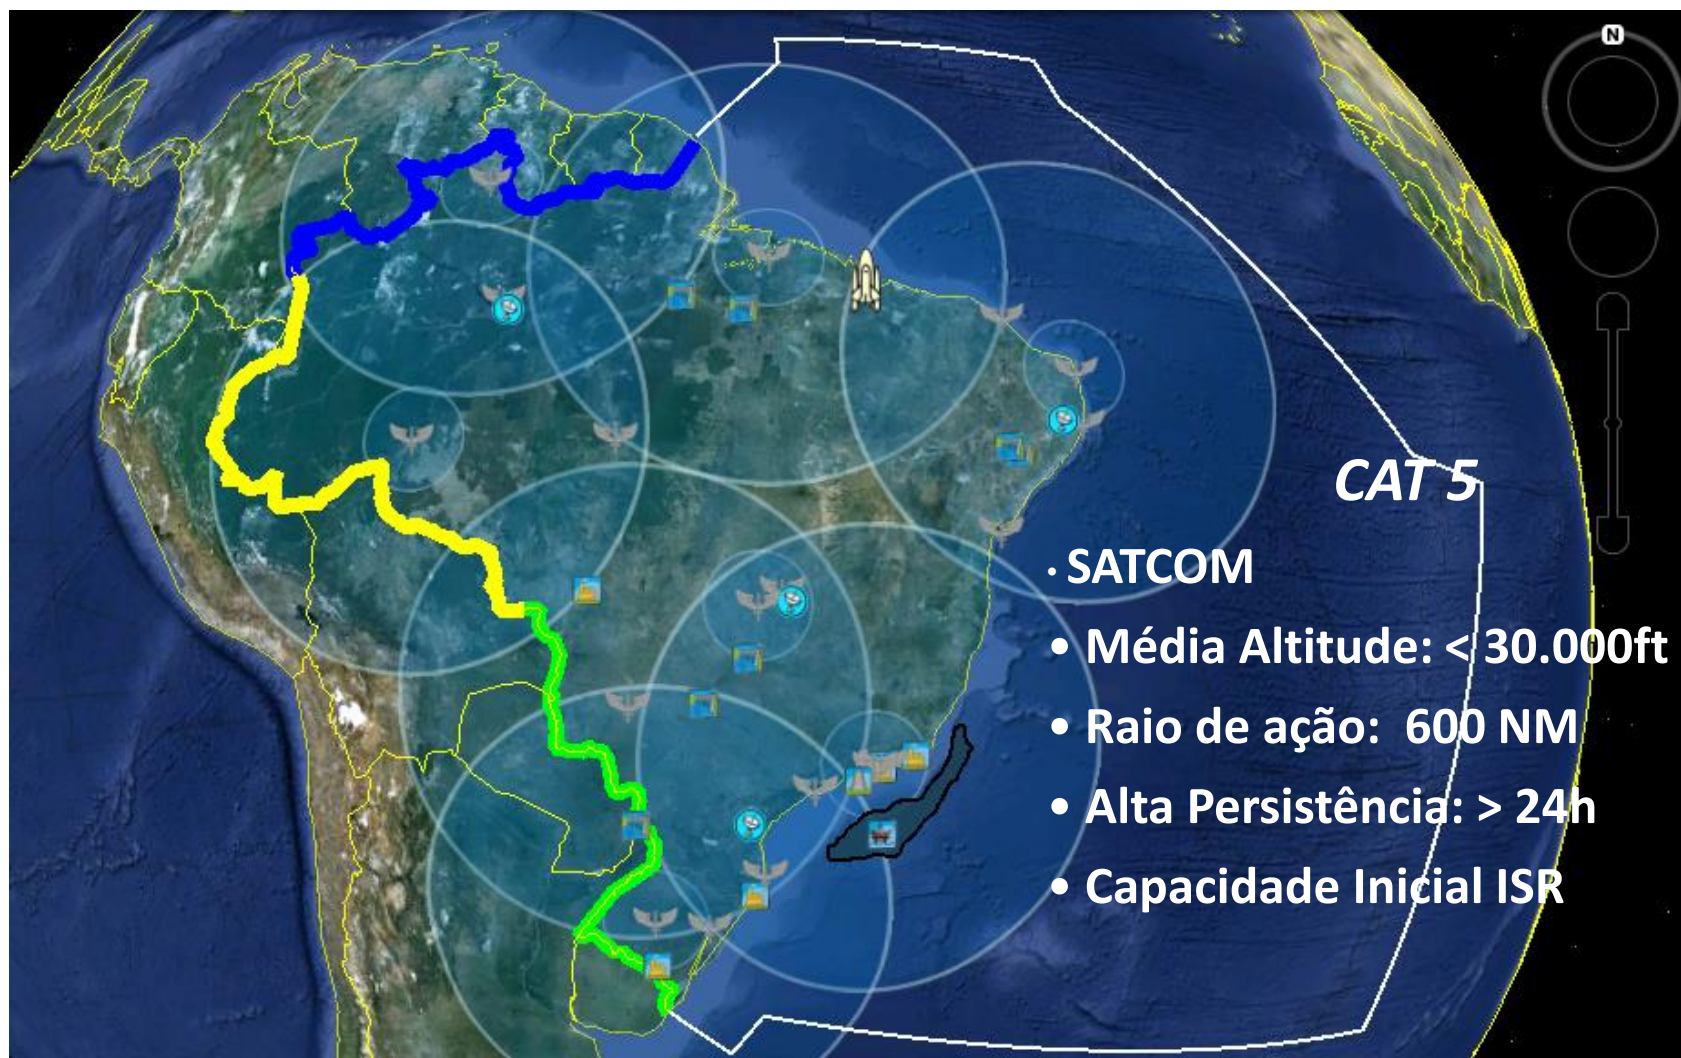 N
CAT 5
• SATCOM
• Média Altitude: < 30.000ft
• Raio de ação: 600 NM
• Alta Persistência: > 24h
• Capacidade Inicial ISR